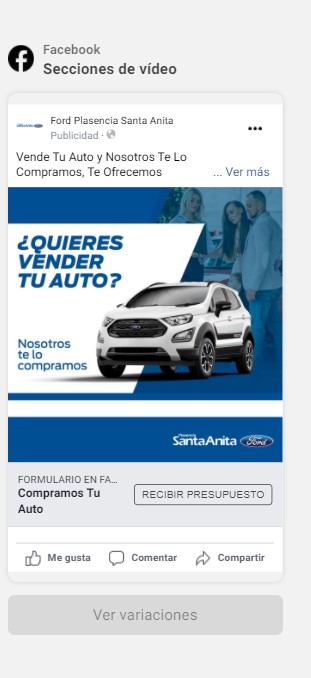 Facebook
Secciones de vídeo
Ford Plasencia Santa Anita
Publicidad ·
Vende Tu Auto y Nosotros Te Lo
Compramos, Te Ofrecemos ... Ver más
¿QUIERES
VENDER
TU AUTO?
Nosotros
te lo
compramos
Plasencia
SantaAnita Ford
FORMULARIO EN FA...
Compramos Tu
Auto
RECIBIR PRESUPUESTO
Me gusta Comentar Compartir
Ver variaciones